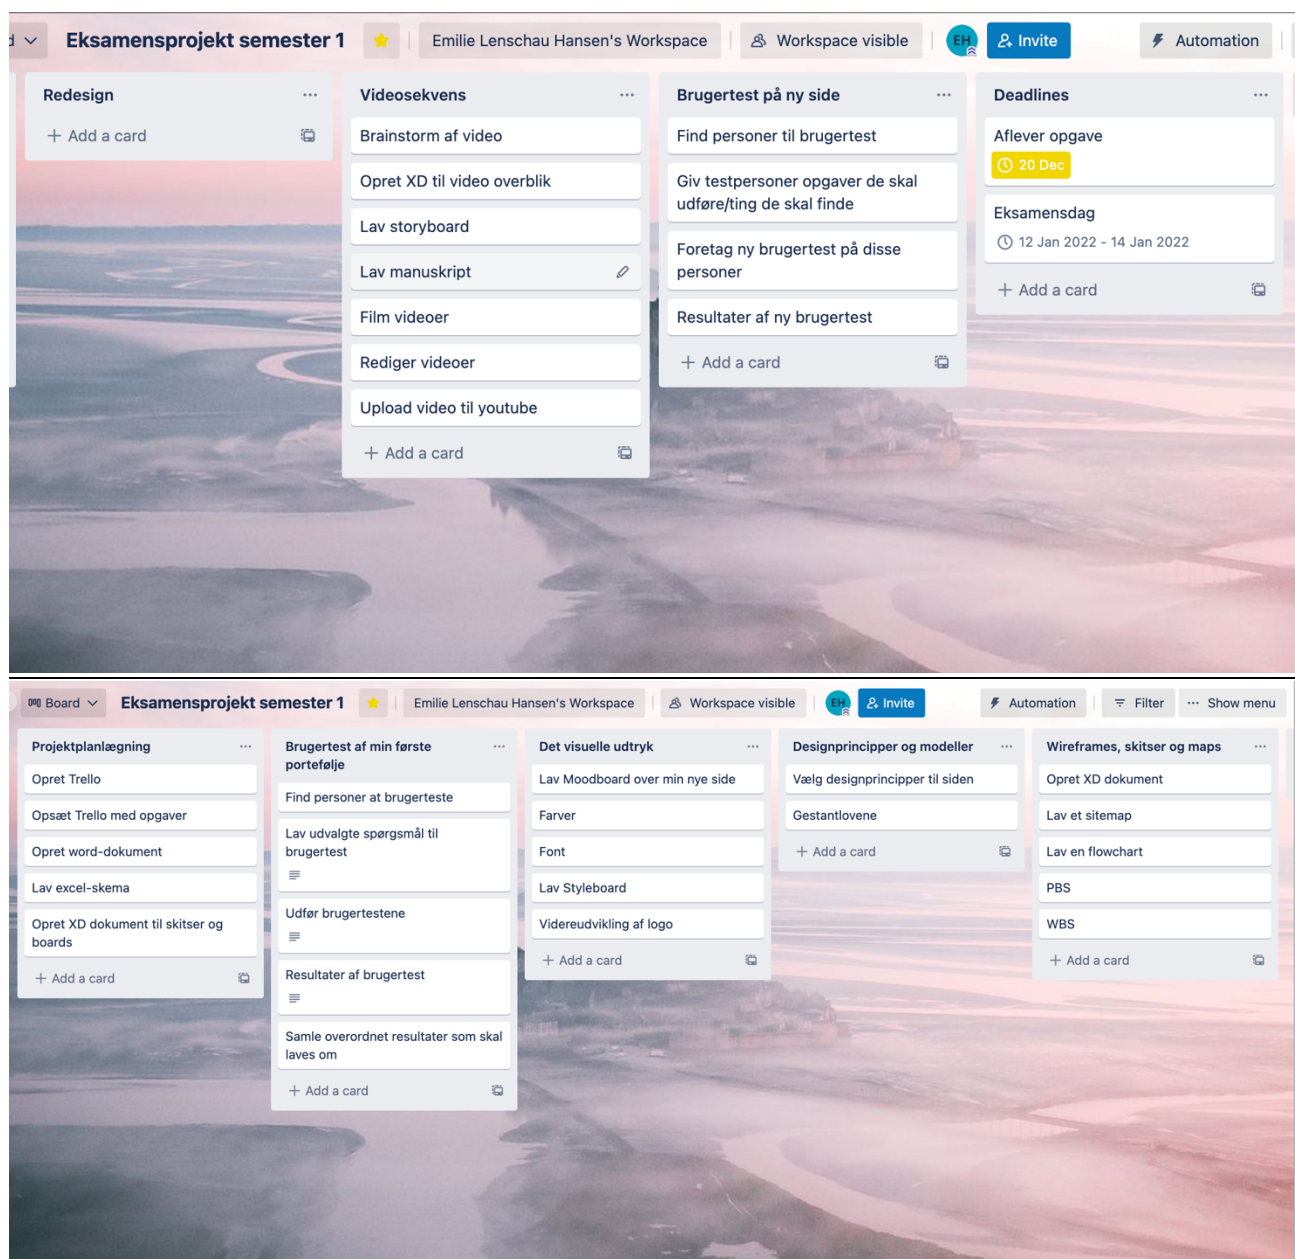 Eksamensprojekt semester 1
Emilie Lenschau Hansen's Workspace
Workspace visible
EH
Invite
Automation
Redesign
+ Add a card
Videosekvens
Brainstorm af video
Opret XD til video overblik
Lav storyboard
Lav manuskript
Film videoer
Rediger videoer
Upload video til youtube
+ Add a card
Brugertest på ny side
Find personer til brugertest
Giv testpersoner opgaver de skal
udføre/ting de skal finde
Foretag ny brugertest på disse
personer
Resultater af ny brugertest
+ Add a card
Deadlines
Aflever opgave
20 Dec
Eksamensdag
12 Jan 2022 - 14 Jan 2022
+ Add a card
Board
Eksamensprojekt semester 1
Emilie Lenschau Hansen's Workspace
Workspace visible
EH
Invite
Automation
Filter
Show menu
Projektplanlægning
Opret Trello
Opsæt Trello med opgaver
Opret word-dokument
Lav excel-skema
Opret XD dokument til skitser og
boards
+ Add a card
Brugertest af min første
portefølje
Find personer at brugerteste
Lav udvalgte spørgsmål til
brugertest
Udfør brugertestene
Resultater af brugertest
Samle overordnet resultater som skal
laves om
+ Add a card
Det visuelle udtryk
Lav Moodboard over min nye side
Farver
Font
Lav Styleboard
Videreudvikling af logo
+ Add a card
Designprincipper og modeller
Vælg designprincipper til siden
Gestantlovene
+ Add a card
Wireframes, skitser og maps
Opret XD dokument
Lav et sitemap
Lav en flowchart
PBS
WBS
+ Add a card